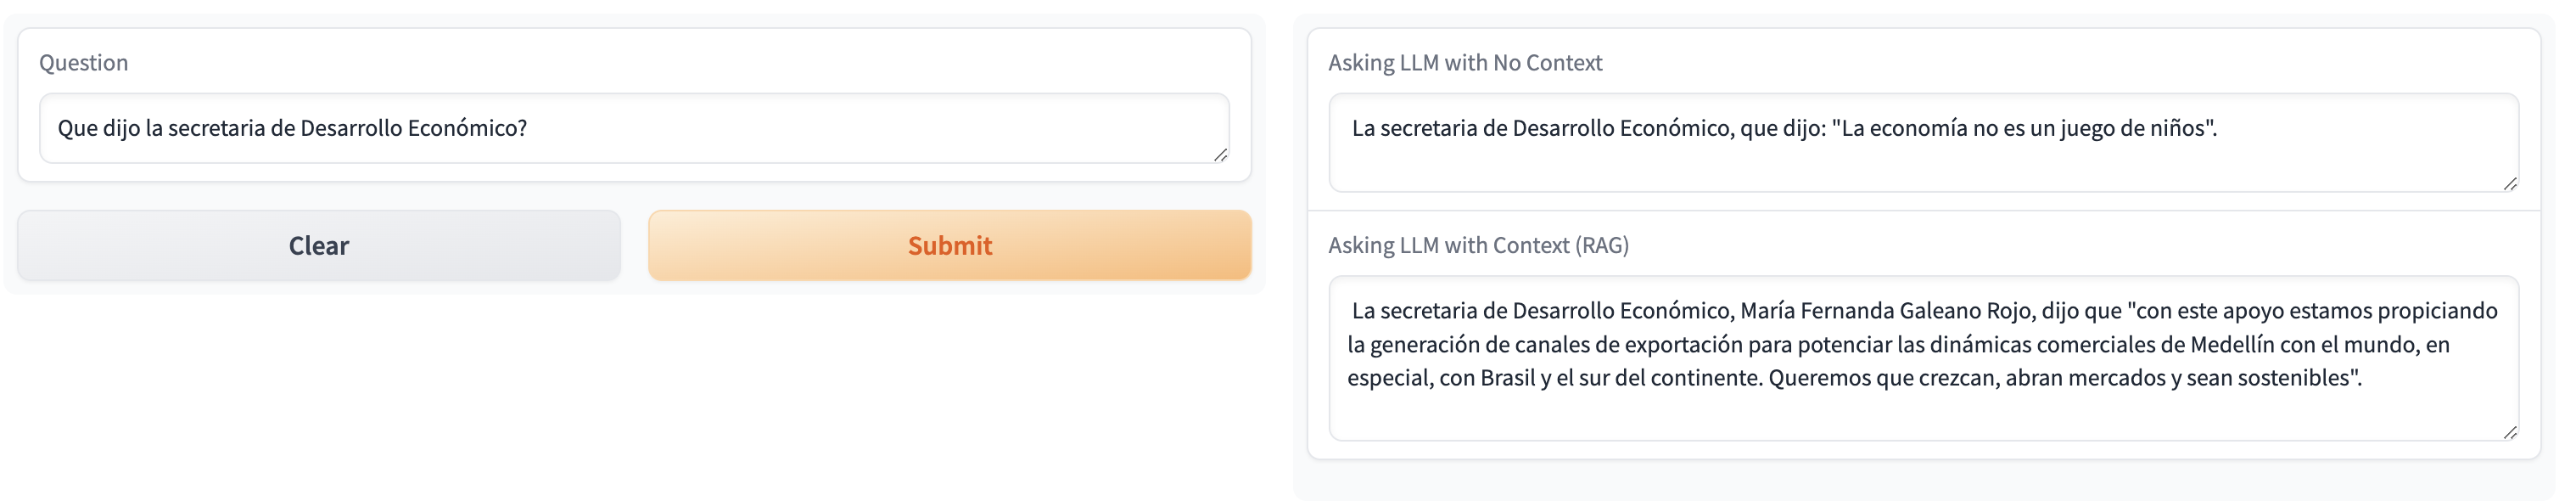 Question
Que dijo la secretaria de Desarrollo Económico?
Clear
Submit
Asking LLM with No Context
La secretaria de Desarrollo Económico, que dijo: "La economía no es un juego de niños".
Asking LLM with Context (RAG)
La secretaria de Desarrollo Económico, María Fernanda Galeano Rojo, dijo que "con este apoyo estamos propiciando
la generación de canales de exportación para potenciar las dinámicas comerciales de Medellín con el mundo, en
especial, con Brasil y el sur del continente. Queremos que crezcan, abran mercados y sean sostenibles".